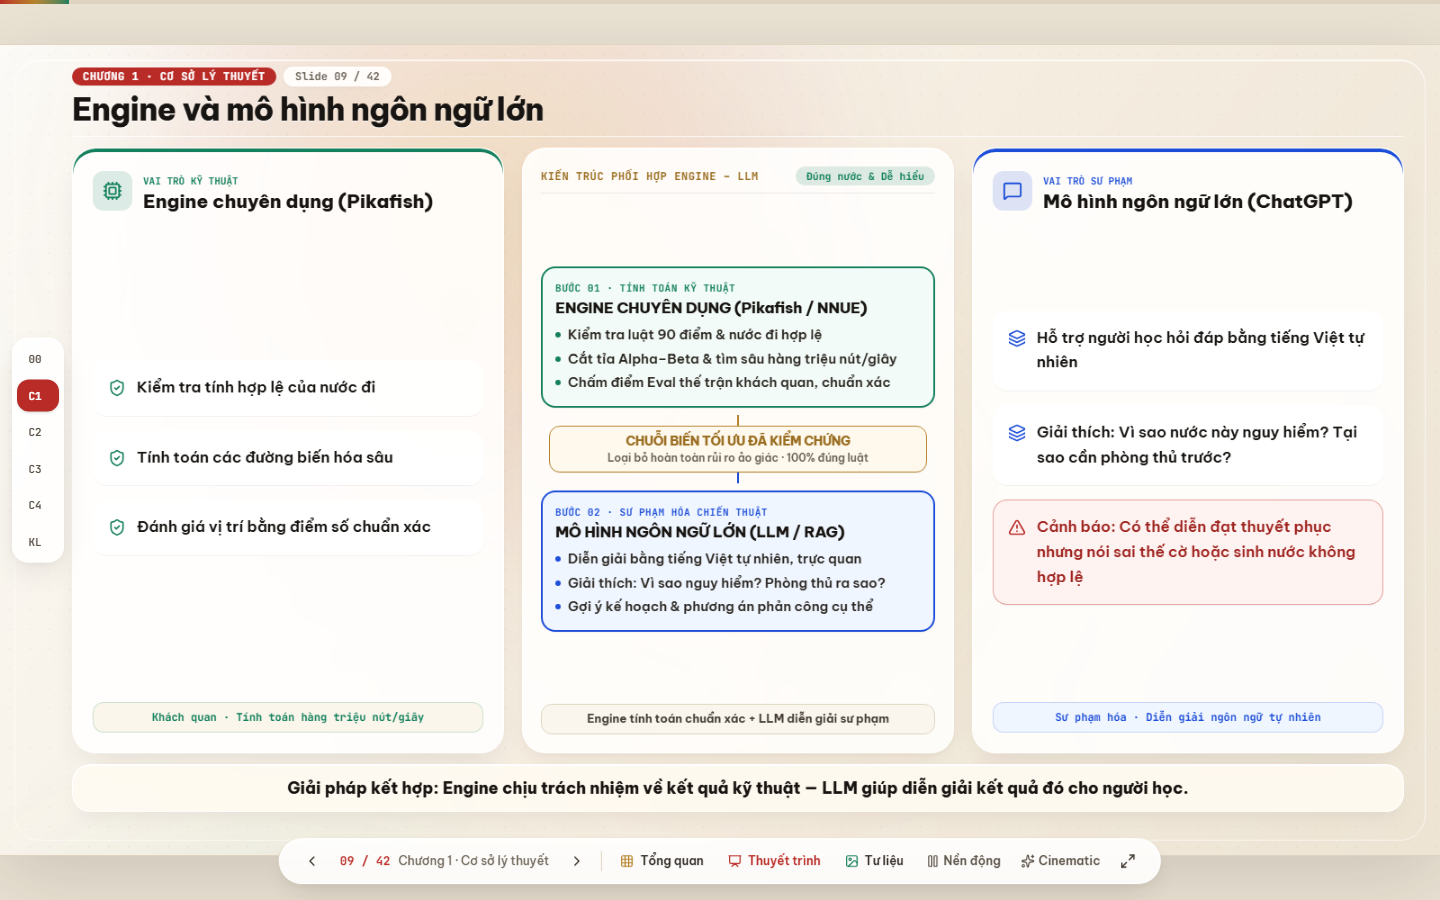 CHƯƠNG 1 · CƠ SỞ LÝ THUYẾT
Slide 09 / 42
Engine và mô hình ngôn ngữ lớn
00
C1
C2
C3
C4
KL
VAI TRÒ KỸ THUẬT
Engine chuyên dụng (Pikafish)
Kiểm tra tính hợp lệ của nước đi
Tính toán các đường biến hóa sâu
Đánh giá vị trí bằng điểm số chuẩn xác
Khách quan · Tính toán hàng triệu nút/giây
KIẾN TRÚC PHỐI HỢP ENGINE – LLM
Đúng nước & Dễ hiểu
BƯỚC 01 · TÍNH TOÁN KỸ THUẬT
ENGINE CHUYÊN DỤNG (Pikafish / NNUE)
Kiểm tra luật 90 điểm & nước đi hợp lệ
Cắt tỉa Alpha–Beta & tìm sâu hàng triệu nút/giây
Chấm điểm Eval thế trận khách quan, chuẩn xác
CHUỖI BIẾN TỐI ƯU ĐÃ KIỂM CHỨNG
Loại bỏ hoàn toàn rủi ro ảo giác · 100% đúng luật
BƯỚC 02 · SƯ PHẠM HÓA CHIẾN THUẬT
MÔ HÌNH NGÔN NGỮ LỚN (LLM / RAG)
Diễn giải bằng tiếng Việt tự nhiên, trực quan
Giải thích: Vì sao nguy hiểm? Phòng thủ ra sao?
Gợi ý kế hoạch & phương án phản công cụ thể
Engine tính toán chuẩn xác + LLM diễn giải sư phạm
VAI TRÒ SƯ PHẠM
Mô hình ngôn ngữ lớn (ChatGPT)
Hỗ trợ người học hỏi đáp bằng tiếng Việt tự
nhiên
Giải thích: Vì sao nước này nguy hiểm? Tại
sao cần phòng thủ trước?
Cảnh báo: Có thể diễn đạt thuyết phục
nhưng nói sai thế cờ hoặc sinh nước không
hợp lệ
Sư phạm hóa · Diễn giải ngôn ngữ tự nhiên
Giải pháp kết hợp: Engine chịu trách nhiệm về kết quả kỹ thuật — LLM giúp diễn giải kết quả đó cho người học.
09 / 42 Chương 1 · Cơ sở lý thuyết
Tổng quan
Thuyết trình
Tư liệu
Nền động
Cinematic